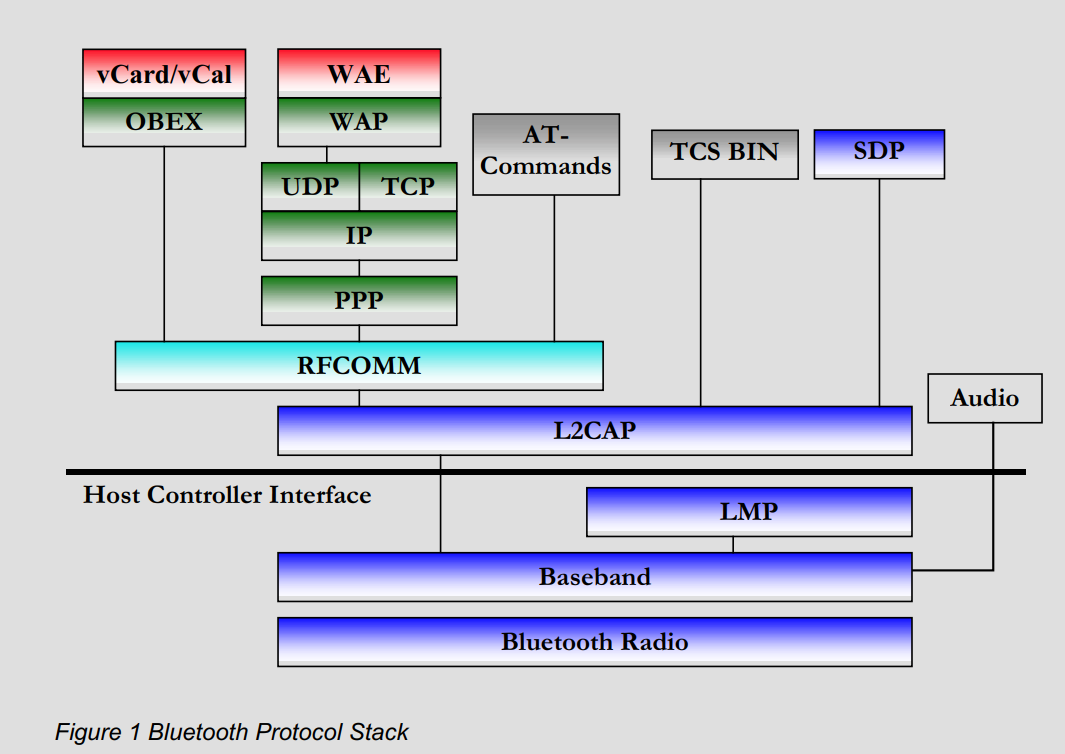 vCard/vCal
WAE
OBEX
WAP
AT-
Commands
TCS BIN
SDP
UDP
TCP
IP
PPP
RFCOMM
Audio
L2CAP
Host Controller Interface
LMP
Baseband
Bluetooth Radio
Figure 1 Bluetooth Protocol Stack